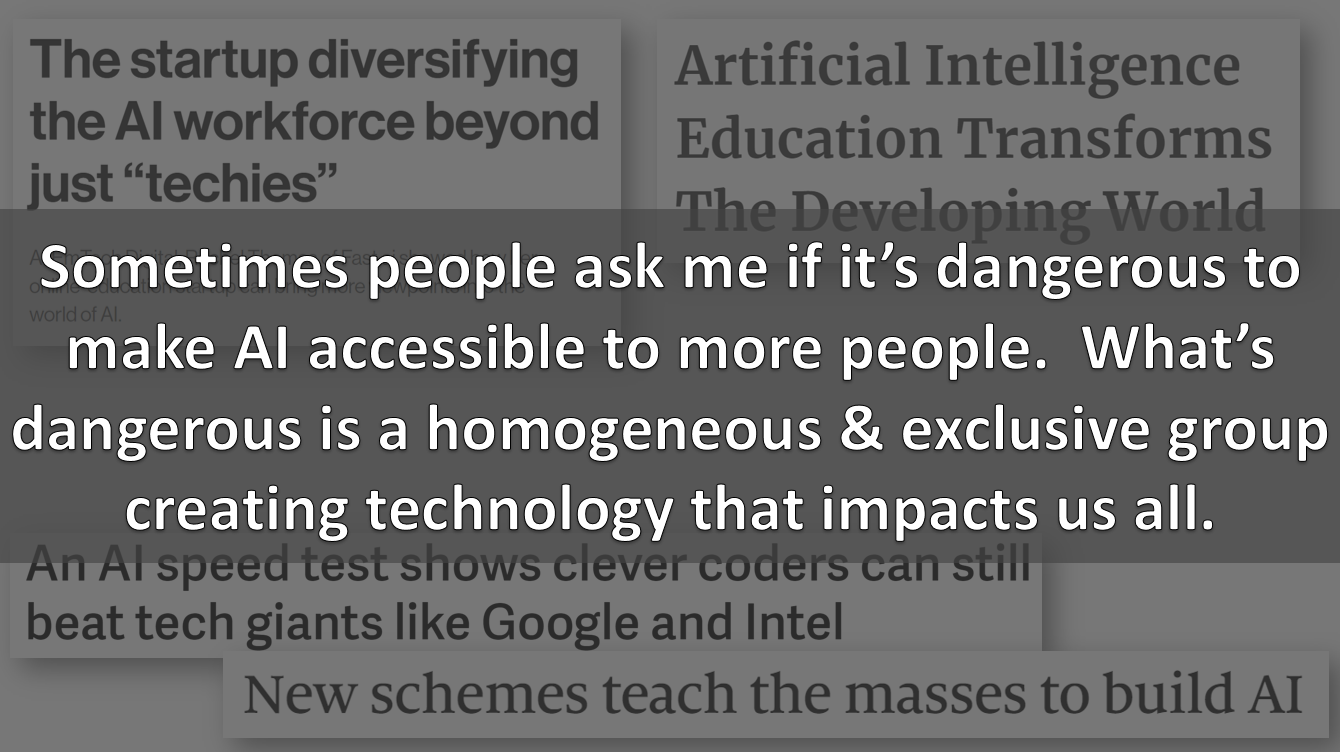 The startup diversifying
the AI workforce beyond
just “techies”
Artificial Intelligence
Education Transforms
The Developing World
world of AI.
Sometimes people ask me if it’s dangerous to
make AI accessible to more people. What’s
dangerous is a homogeneous & exclusive group
creating technology that impacts us all.
An AI speed test shows clever coders can still
beat tech giants like Google and Intel
New schemes teach the masses to build AI